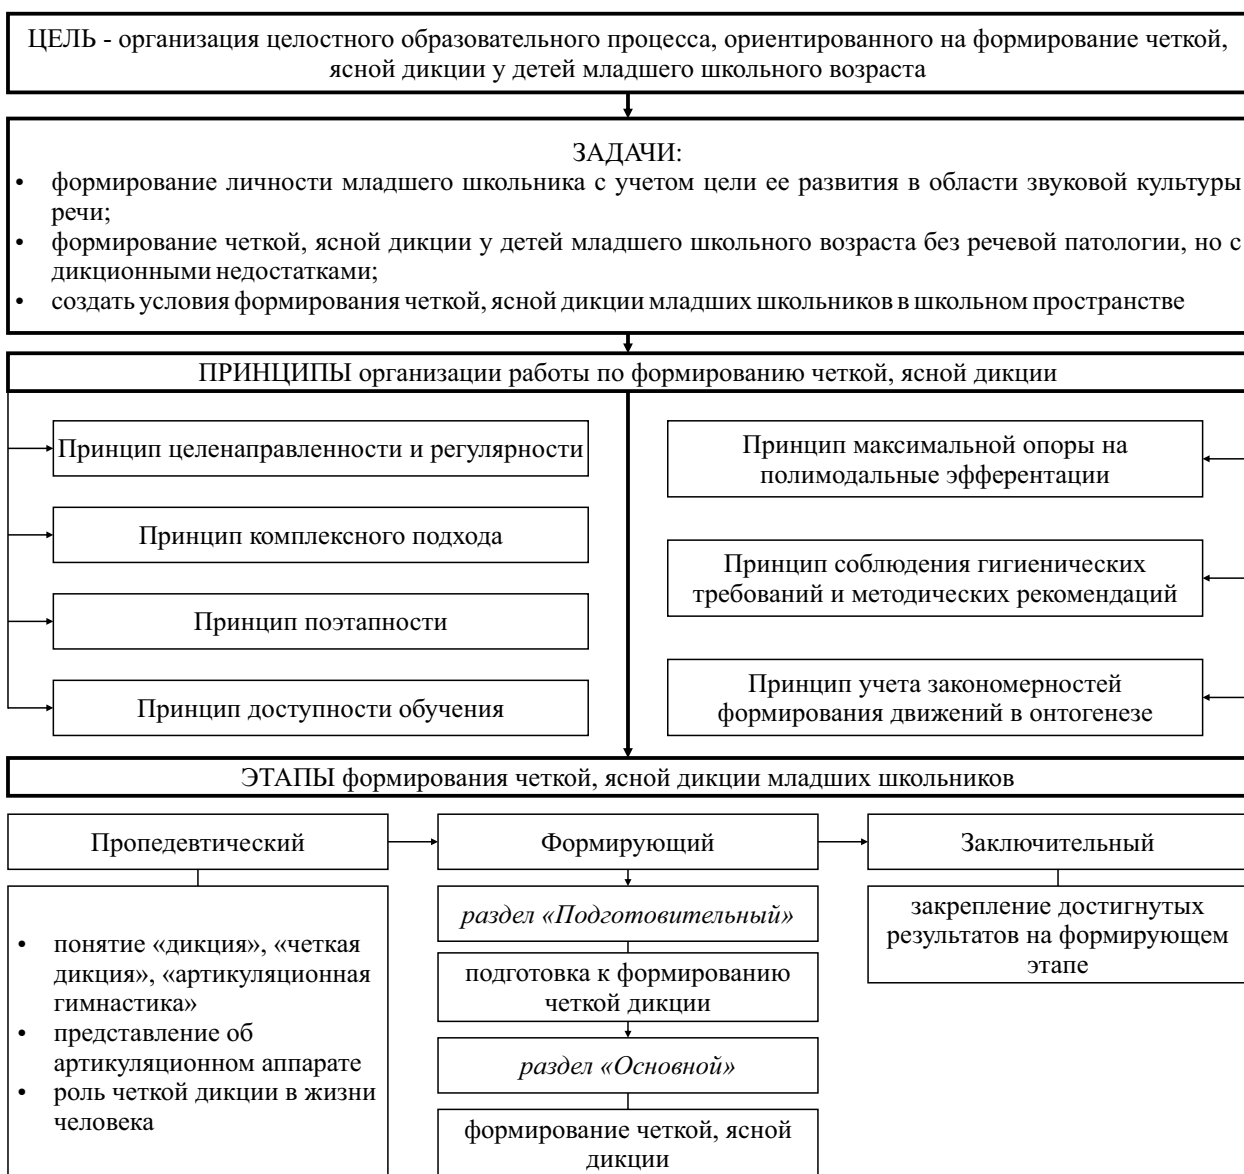 ЦЕЛЬ - организация целостного образовательного процесса, ориентированного на формирование четкой,
ясной дикции у детей младшего школьного возраста
ЗАДАЧИ:
• формирование личности младшего школьника с учетом цели ее развития в области звуковой культуры
речи;
• формирование четкой, ясной дикции у детей младшего школьного возраста без речевой патологии, но с
дикционными недостатками;
• создать условия формирования четкой, ясной дикции младших школьников в школьном пространстве
ПРИНЦИПЫ организации работы по формированию четкой, ясной дикции
Принцип целенаправленности и регулярности
Принцип комплексного подхода
Принцип поэтапности
Принцип доступности обучения
Принцип максимальной опоры на
полимодальные эфферентации
Принцип соблюдения гигиенических
требований и методических рекомендаций
Принцип учета закономерностей
формирования движений в онтогенезе
ЭТАПЫ формирования четкой, ясной дикции младших школьников
Пропедевтический
• понятие «дикция», «четкая
дикция», «артикуляционная
гимнастика»
• представление об
артикуляционном аппарате
• роль четкой дикции в жизни
человека
Формирующий
раздел «Подготовительный»
подготовка к формированию
четкой дикции
раздел «Основной»
формирование четкой, ясной
дикции
Заключительный
закрепление достигнутых
результатов на формирующем
этапе